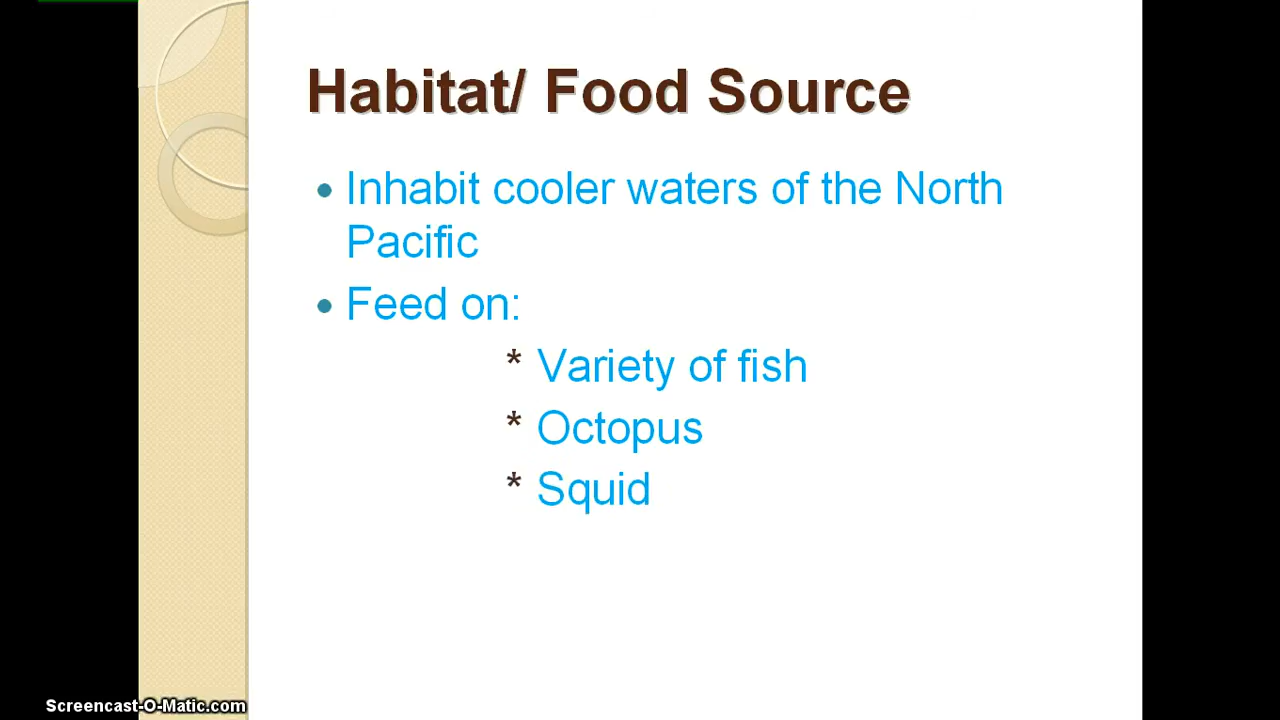 Habitat/ Food Source
• Inhabit cooler waters of the North
Pacific
• Feed on:
* Variety of fish
* Octopus
* Squid
Screencast-O-Matic.com